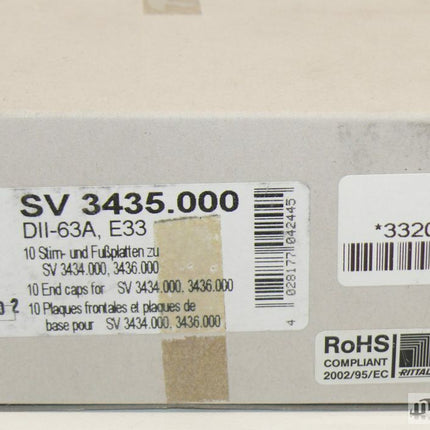 SV 3435.000
DII-63A, E33
10 Stirn- und Fußplatten zu
SV 3434.000, 3436.000
10 End caps for SV 3434.000, 3436.000
10 Plaques frontales et plaques de
base pour SV 3434.000, 3436.000
4 028177 042445
*3320
RoHS
COMPLIANT
2002/95/EC
RITTAL